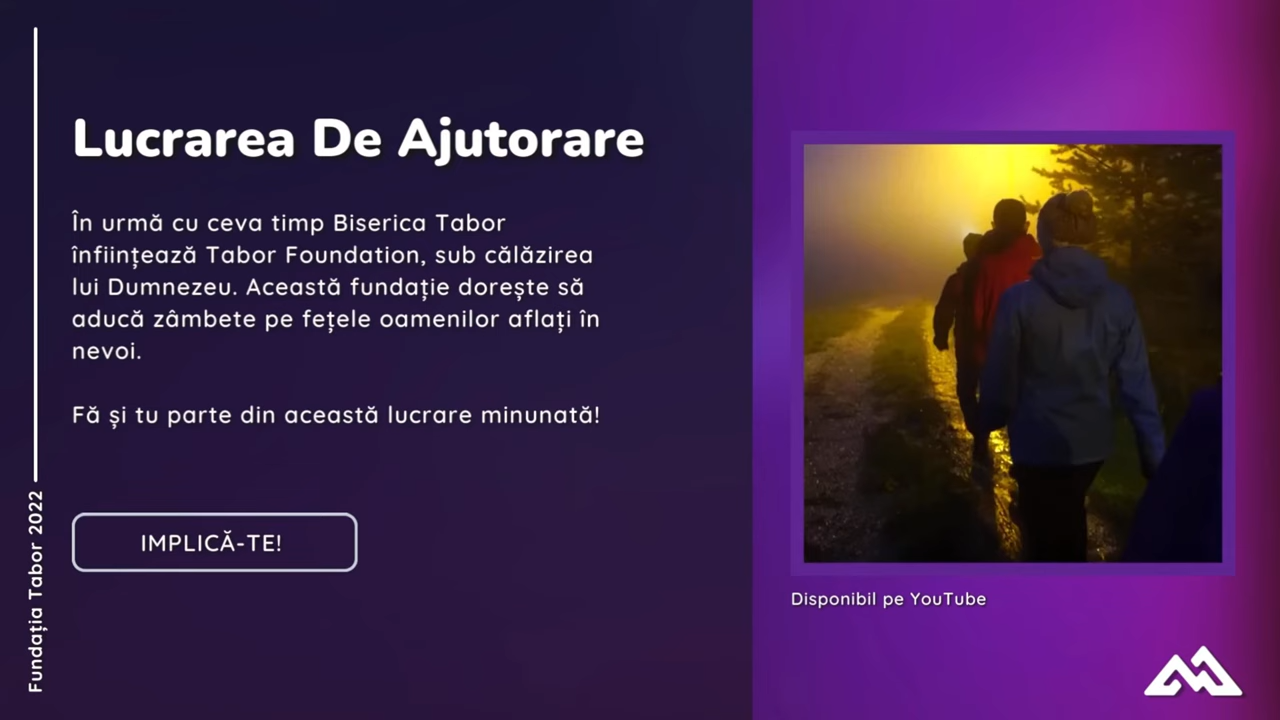 Lucrarea De Ajutorare
În urmă cu ceva timp Biserica Tabor
înființează Tabor Foundation, sub călăzirea
lui Dumnezeu. Această fundație dorește să
aducă zâmbete pe fețele oamenilor aflați în
nevoi.
Fă și tu parte din această lucrare minunată!
IMPLICĂ-TE!
Fundația Tabor 2022
Disponibil pe YouTube